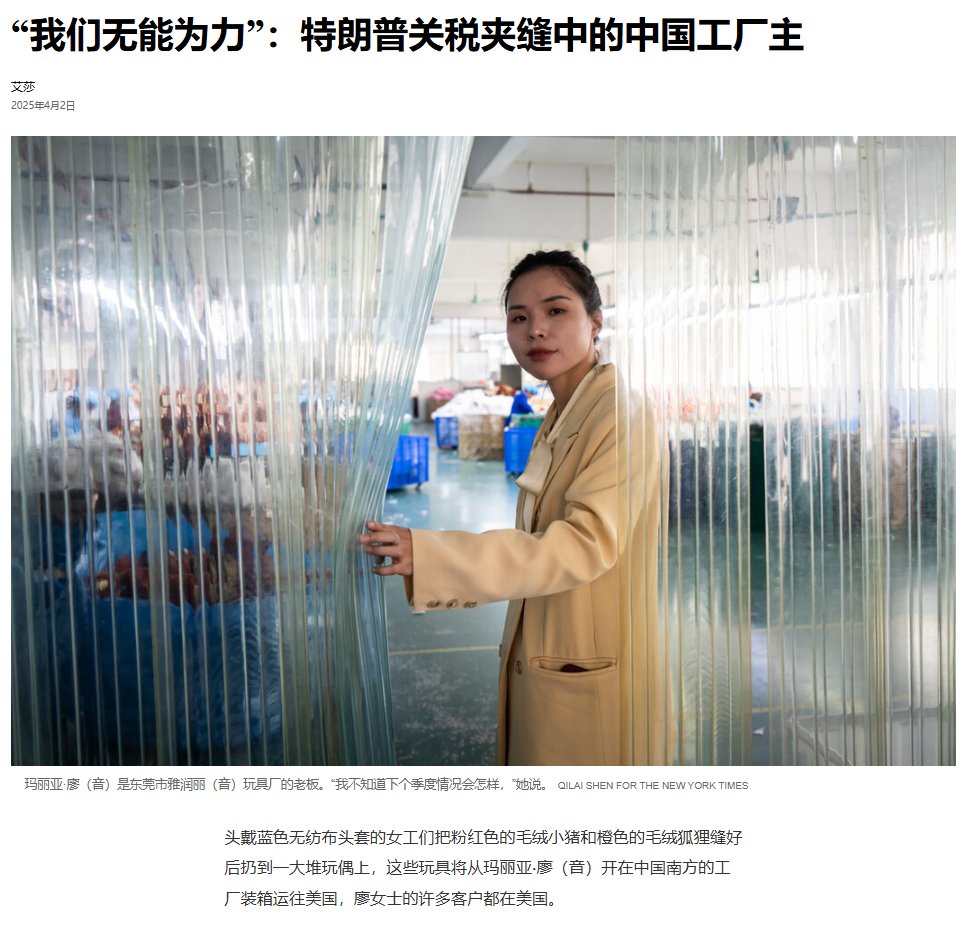 “我们无能为力”：特朗普关税夹缝中的中国工厂主
艾莎
2025年4月2日
玛丽亚·廖（音）是东莞市雅润丽（音）玩具厂的老板。“我不知道下个季度情况会怎样，”她说。 QILAI SHEN FOR THE NEW YORK TIMES
头戴蓝色无纺布头套的女工们把粉红色的毛绒小猪和橙色的毛绒狐狸缝好
后扔到一大堆玩偶上，这些玩具将从玛丽亚·廖（音）开在中国南方的工
厂装箱运往美国，廖女士的许多客户都在美国。